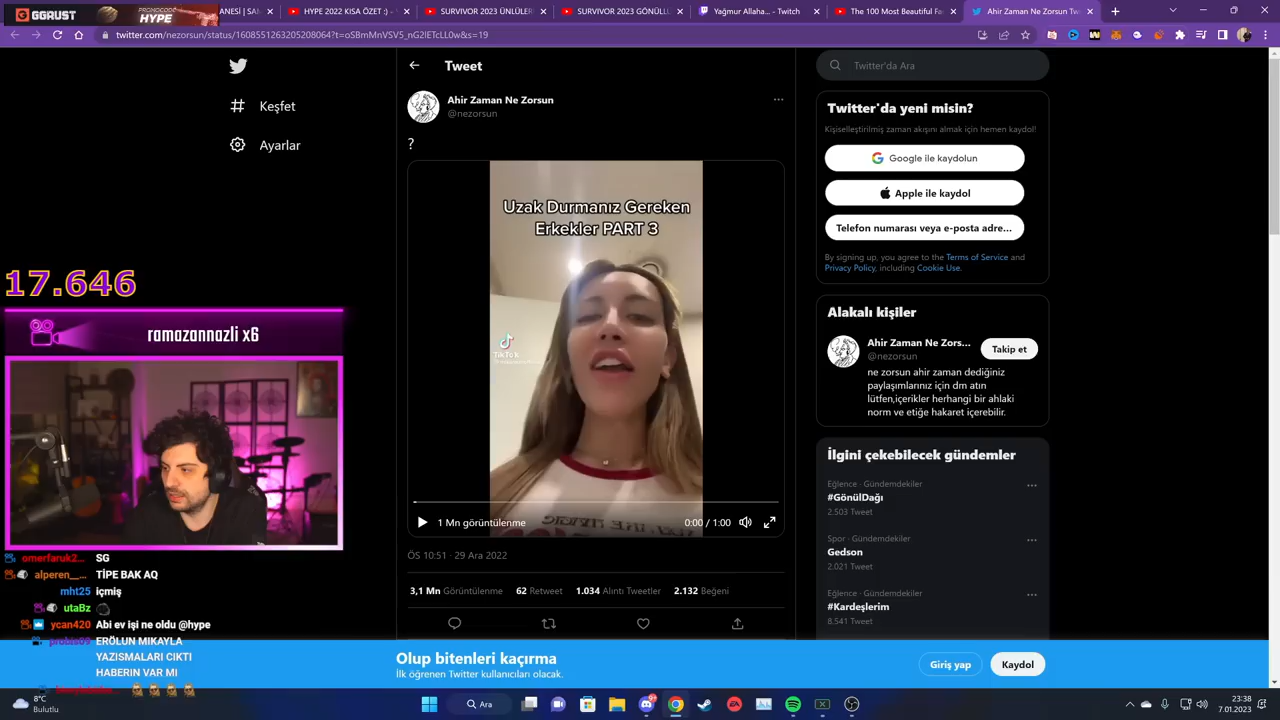 GGRUST
PROMOCODE
HYPE
HYPE 2022 KISA ÖZET :) -
SURVIVOR 2023 ÜNLÜLER
SURVIVOR 2023 GÖNÜLL
Yağmur Allaha.. - Twitch
The 100 Most Beautiful Fa
Ahir Zaman Ne Zorsun Tw
twitter.com/nezorsun/status/1608551263205208064?t=oSBmMnVSV5_nG2lETcLL0w&s=19
Keşfet
Ayarlar
Tweet
Ahir Zaman Ne Zorsun
@nezorsun
?
Uzak Durmanız Gereken
Erkekler PART 3
TikTok
1 Mn görüntülenme
0:00 / 1:00
ÖS 10:51 · 29 Ara 2022
3,1 Mn Görüntülenme 62 Retweet 1.034 Alıntı Tweetler 2.132 Beğeni
Twitter'da Ara
Twitter'da yeni misin?
Kişiselleştirilmiş zaman akışını almak için hemen kaydol!
Google ile kaydolun
Apple ile kaydol
Telefon numarası veya e-posta adre...
By signing up, you agree to the Terms of Service and
Privacy Policy, including Cookie Use.
Alakalı kişiler
Ahir Zaman Ne Zors...
@nezorsun
Takip et
ne zorsun ahir zaman dediğiniz
paylaşımlarınız için dm atın
lütfen,içerikler herhangi bir ahlaki
norm ve etiğe hakaret içerebilir.
İlgini çekebilecek gündemler
Eğlence · Gündemdekiler
#GönülDağı
2.503 Tweet
Spor · Gündemdekiler
Gedson
2.021 Tweet
Eğlence · Gündemdekiler
#Kardeşlerim
8.541 Tweet
17.646
ramazannazli x6
omerfaruk2... SG
alperen__... TİPE BAK AQ
mht25 içmiş
utaBz
ycan420 Abi ev işi ne oldu @hype
ERÖLUN MIKAYLA
YAZISMALARI CIKTI
HABERIN VAR MI
Olup bitenleri kaçırma
İlk öğrenen Twitter kullanıcıları olacak.
Giriş yap
Kaydol
8°C
Bulutlu
Ara
23:38
7.01.2023